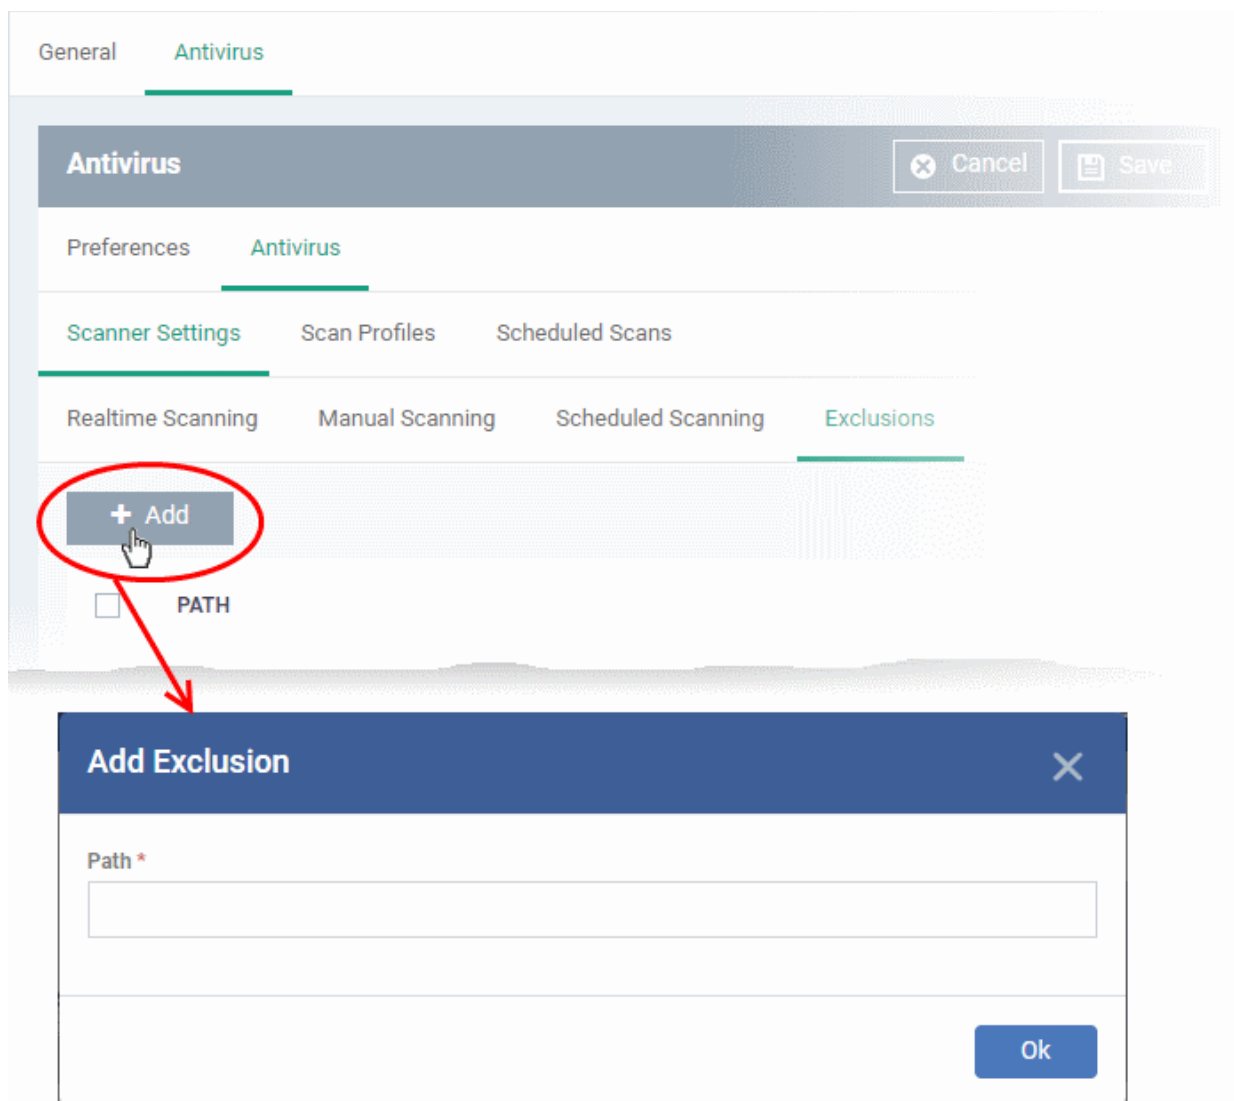 General Antivirus
Antivirus Cancel Save
Preferences Antivirus
Scanner Settings Scan Profiles Scheduled Scans
Realtime Scanning Manual Scanning Scheduled Scanning Exclusions
+ Add
PATH
Add Exclusion
Path *
Ok